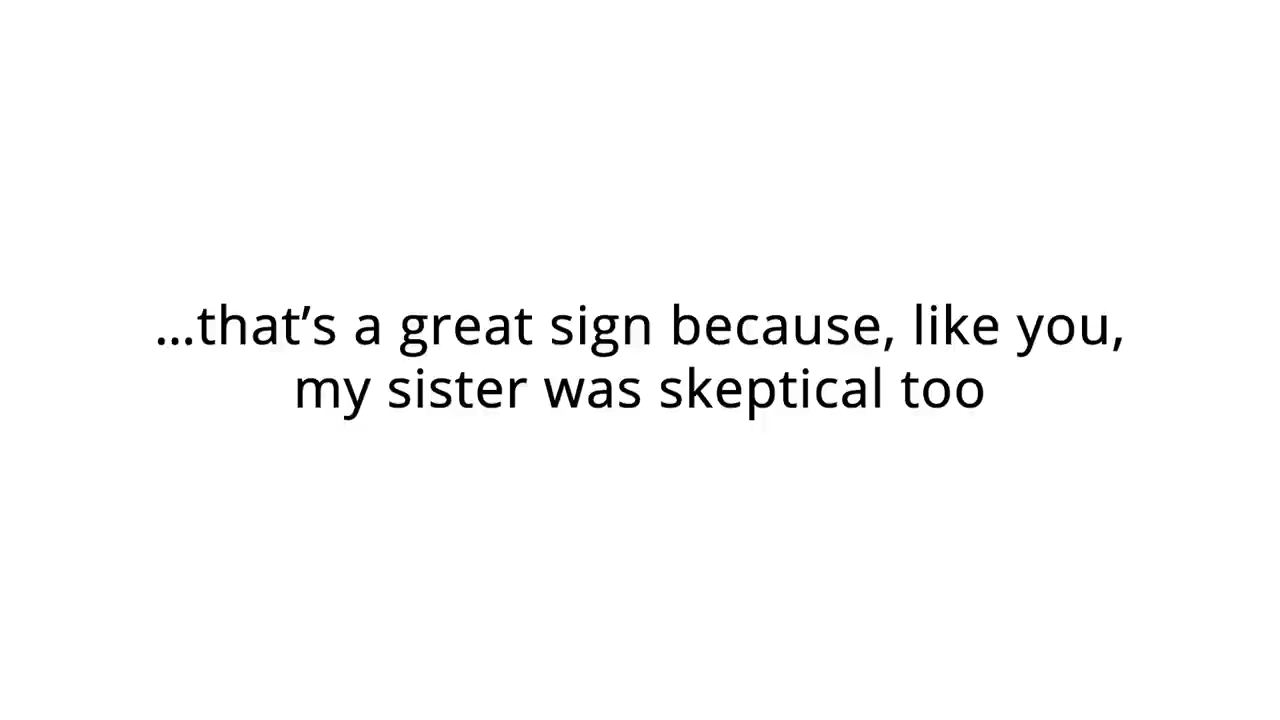 …that’s a great sign because, like you,
my sister was skeptical too